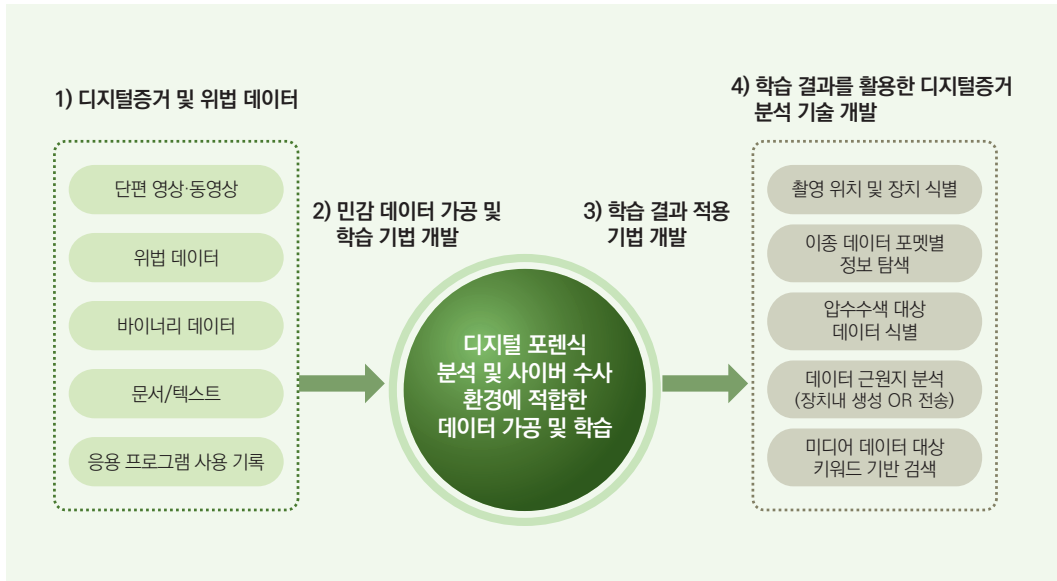 1) 디지털증거 및 위법 데이터
단편 영상·동영상
위법 데이터
바이너리 데이터
문서/텍스트
응용 프로그램 사용 기록
2) 민감 데이터 가공 및
학습 기법 개발
디지털 포렌식
분석 및 사이버 수사
환경에 적합한
데이터 가공 및 학습
3) 학습 결과 적용
기법 개발
4) 학습 결과를 활용한 디지털증거
분석 기술 개발
촬영 위치 및 장치 식별
이종 데이터 포멧별
정보 탐색
압수수색 대상
데이터 식별
데이터 근원지 분석
(장치내 생성 OR 전송)
미디어 데이터 대상
키워드 기반 검색